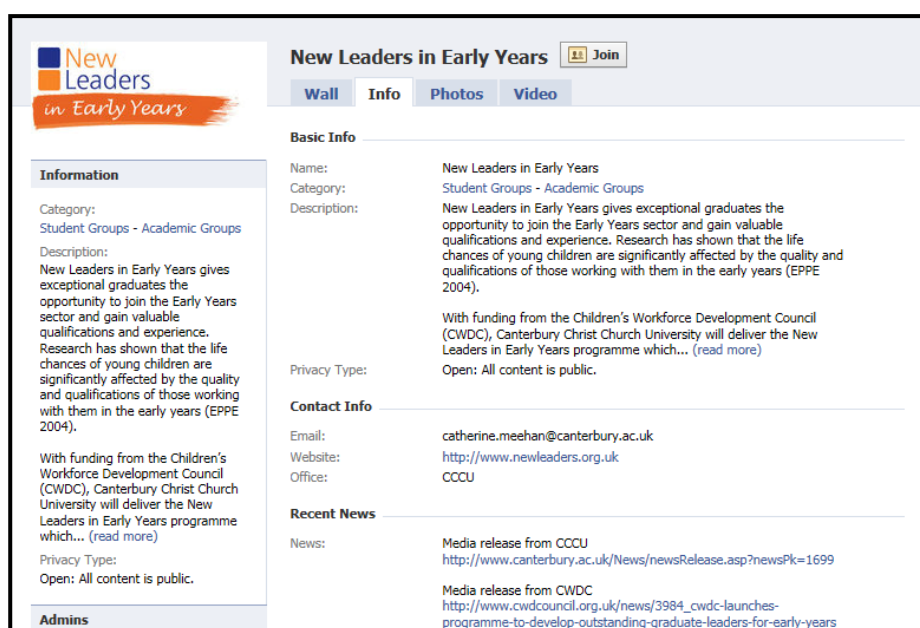 New
Leaders
in Early Years
Information
Category:
Student Groups - Academic Groups
Description:
New Leaders in Early Years gives
exceptional graduates the
opportunity to join the Early Years
sector and gain valuable
qualifications and experience.
Research has shown that the life
chances of young children are
significantly affected by the quality
and qualifications of those working
with them in the early years (EPPE
2004).
With funding from the Children's
Workforce Development Council
(CWDC), Canterbury Christ Church
University will deliver the New
Leaders in Early Years programme
which... (read more)
Privacy Type:
Open: All content is public.
Admins
New Leaders in Early Years Join
Wall Info Photos Video
Basic Info
Name: New Leaders in Early Years
Category: Student Groups - Academic Groups
Description: New Leaders in Early Years gives exceptional graduates the
opportunity to join the Early Years sector and gain valuable
qualifications and experience. Research has shown that the life
chances of young children are significantly affected by the quality and
qualifications of those working with them in the early years (EPPE
2004).
With funding from the Children's Workforce Development Council
(CWDC), Canterbury Christ Church University will deliver the New
Leaders in Early Years programme which... (read more)
Privacy Type: Open: All content is public.
Contact Info
Email: catherine.meehan@canterbury.ac.uk
Website: http://www.newleaders.org.uk
Office: CCCU
Recent News
News: Media release from CCCU
http://www.canterbury.ac.uk/News/newsRelease.asp?newsPk=1699
Media release from CWDC
http://www.cwdcouncil.org.uk/news/3984_cwdc-launches-
programme-to-develop-outstanding-graduate-leaders-for-early-years